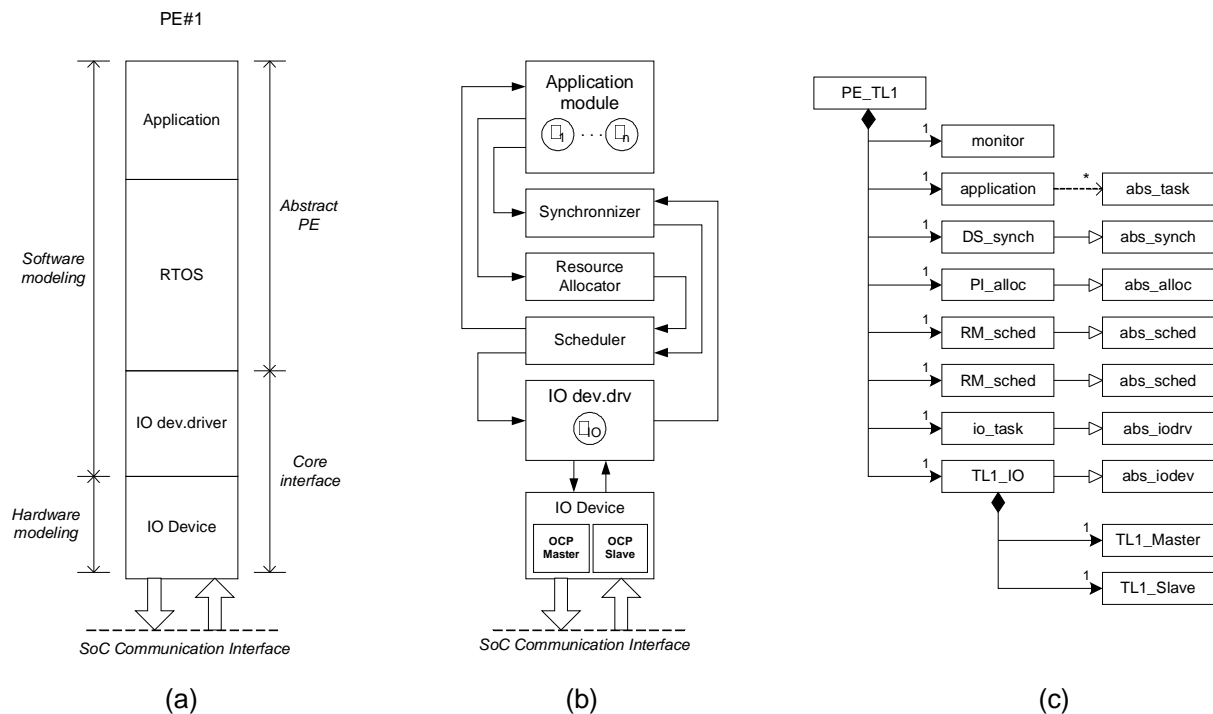 PE#1
Application
RTOS
IO dev.driver
IO Device
Software
modeling
Hardware
modeling
Abstract
PE
Core
interface
SoC Communication Interface
(a)
Application
module
1 . . . n
Synchronnizer
Resource
Allocator
Scheduler
IO dev.drv
IO
IO Device
OCP
Master
OCP
Slave
SoC Communication Interface
(b)
PE_TL1
1 monitor
1 application * abs_task
1 DS_synch abs_synch
1 PI_alloc abs_alloc
1 RM_sched abs_sched
1 RM_sched abs_sched
1 io_task abs_iodrv
1 TL1_IO abs_iodev
1 TL1_Master
1 TL1_Slave
(c)